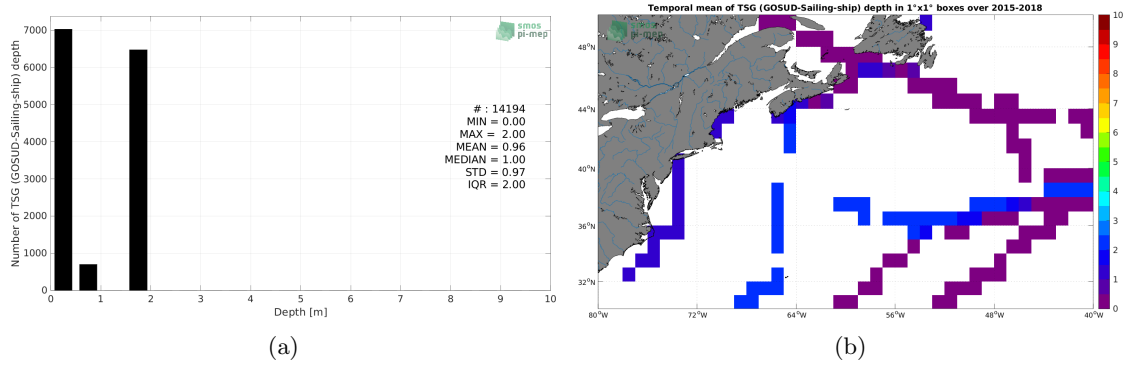 Temporal mean of TSG (GOSUD-Sailing-ship) depth in 1°x1° boxes over 2015-2018
Number of TSG (GOSUD-Sailing-ship) depth
7000
6000
5000
4000
3000
2000
1000
0
smos
pi-mep
# : 14194
MIN = 0.00
MAX = 2.00
MEAN = 0.96
MEDIAN = 1.00
STD = 0.97
IQR = 2.00
0 1 2 3 4 5 6 7 8 9 10
Depth [m]
(a)
smos
pi-mep
48°N
44°N
40°N
36°N
32°N
80°W 72°W 64°W 56°W 48°W 40°W
10
9
8
7
6
5
4
3
2
1
0
(b)